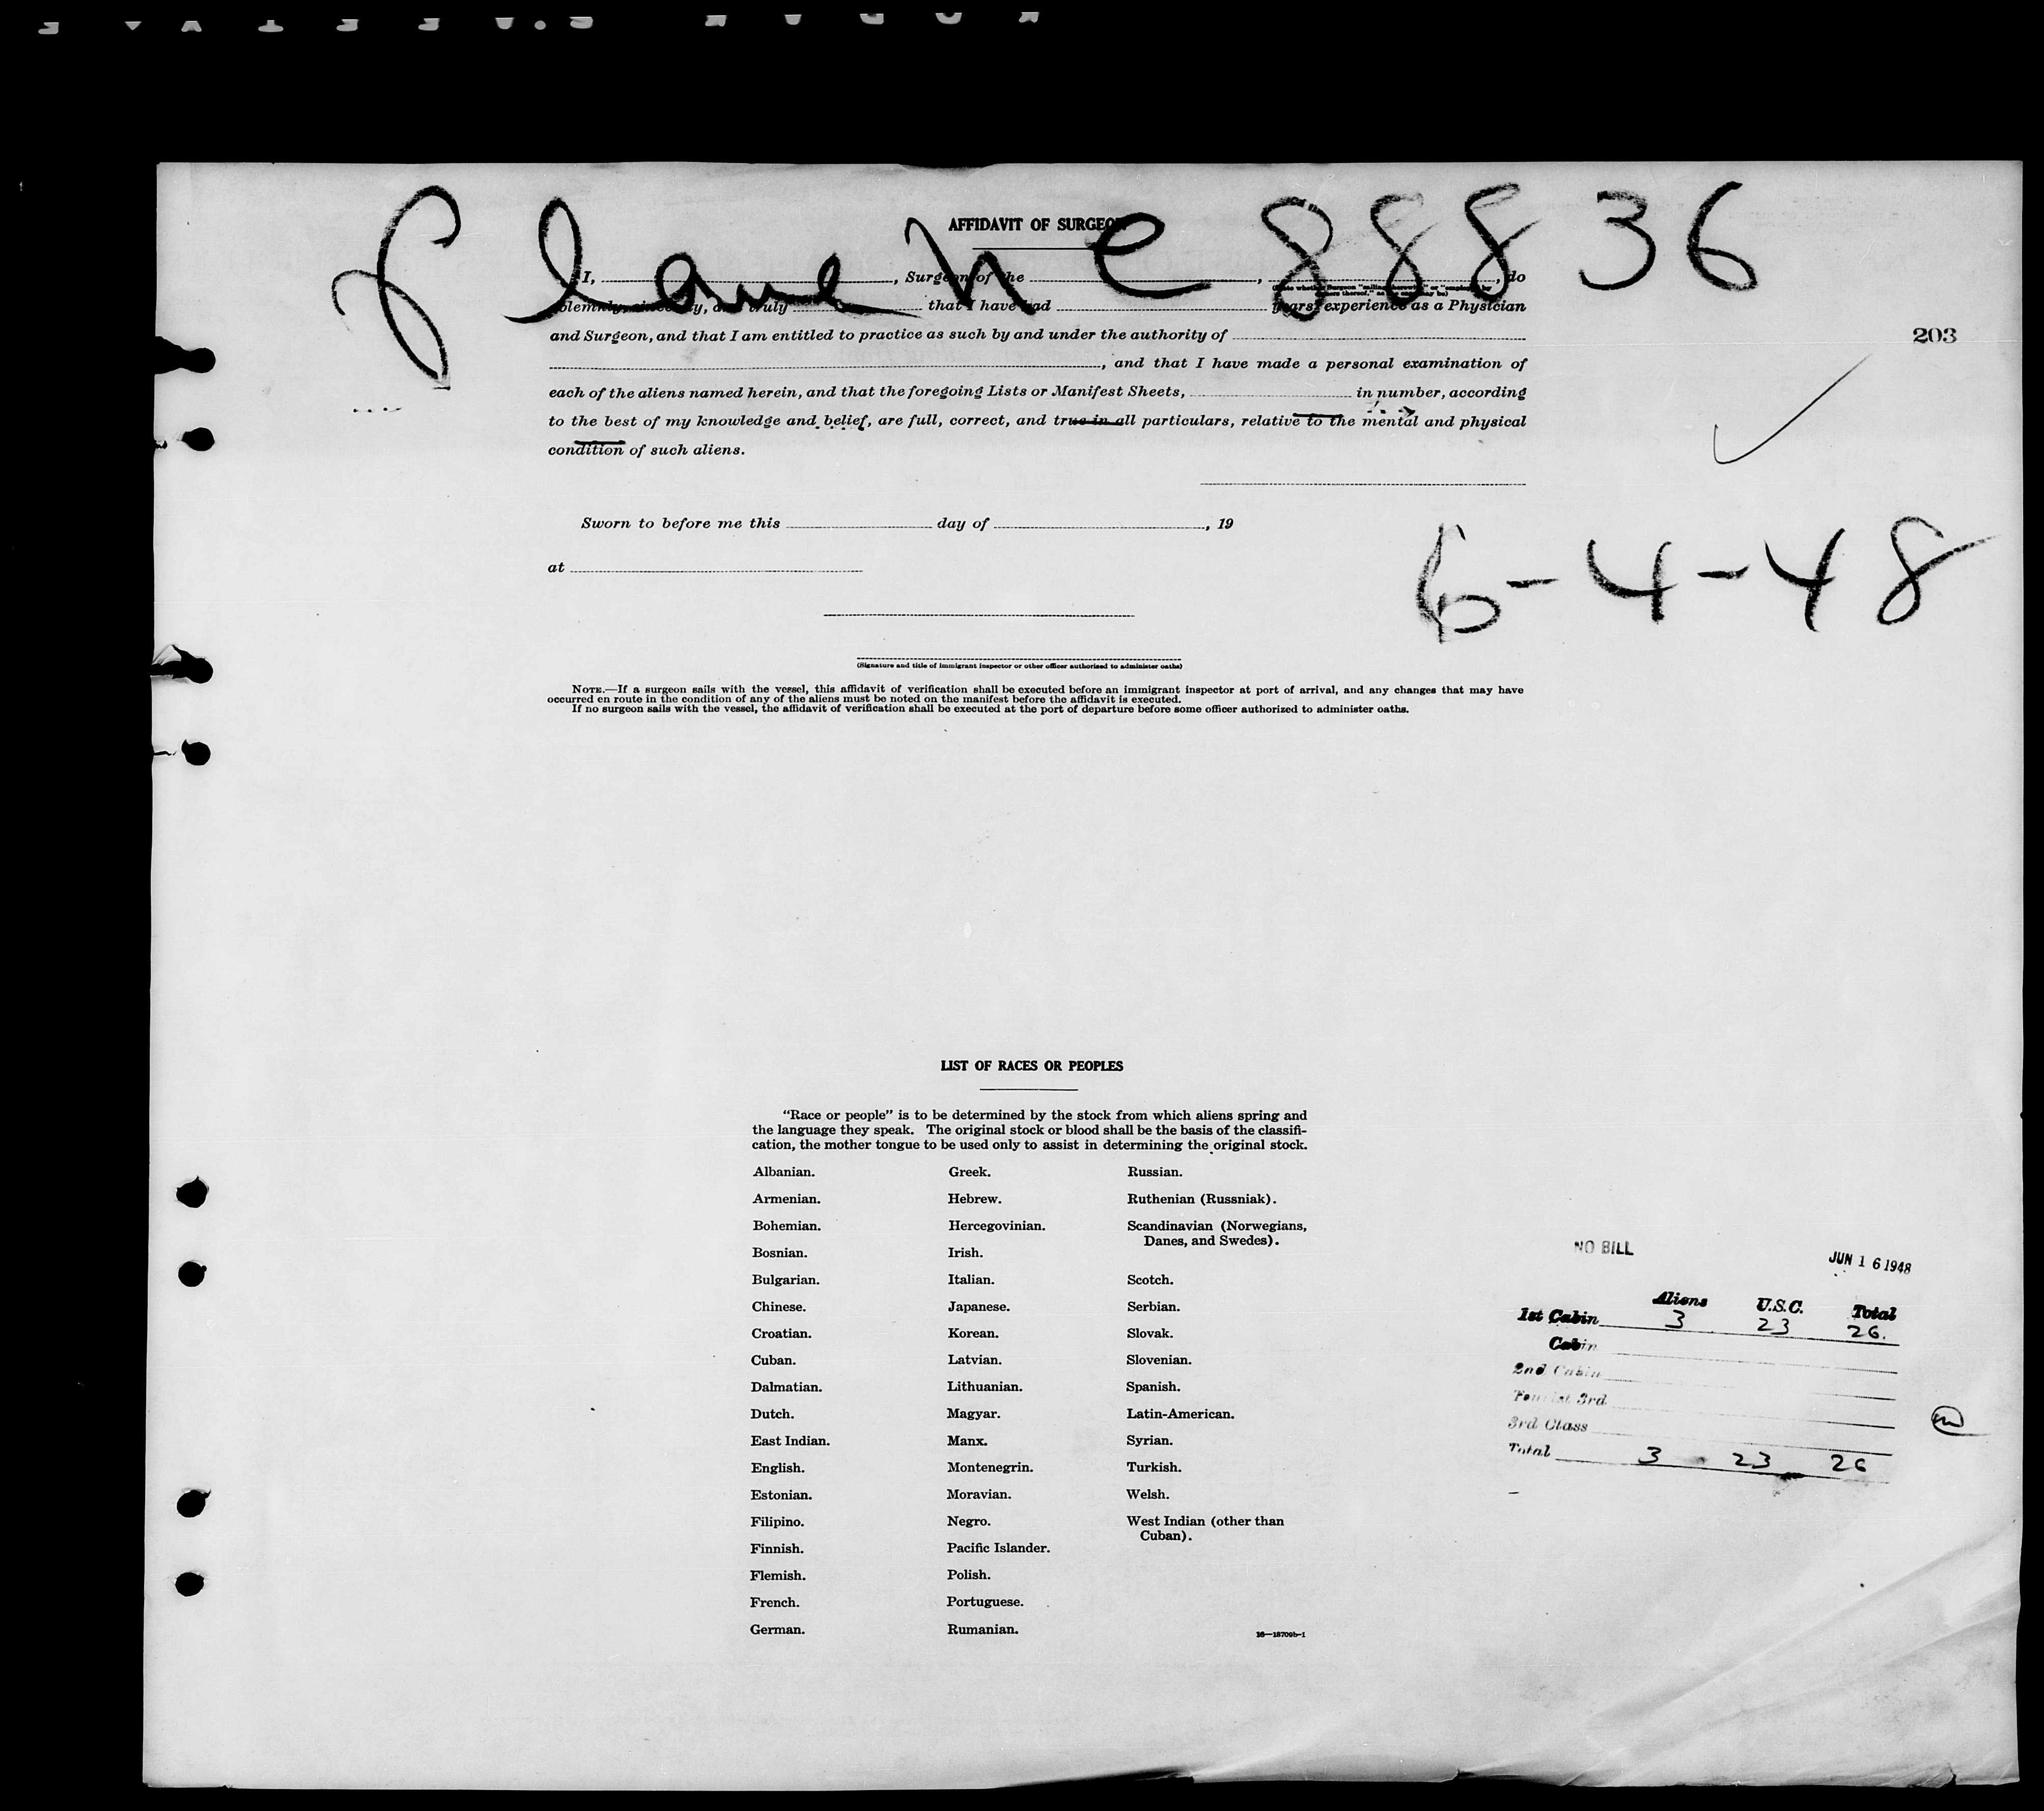 Plane NC 88836
AFFIDAVIT OF SURGEON
I, , Surgeon of the , , do
solemnly, sincerely, and truly that I have had years' experience as a Physician
and Surgeon, and that I am entitled to practice as such by and under the authority of
, and that I have made a personal examination of
203
each of the aliens named herein, and that the foregoing Lists or Manifest Sheets, in number, according
to the best of my knowledge and belief, are full, correct, and true in all particulars, relative to the mental and physical
condition of such aliens.
Sworn to before me this day of , 19
at
6-4-48
(Signature and title of immigrant inspector or other officer authorized to administer oaths)
NOTE.—If a surgeon sails with the vessel, this affidavit of verification shall be executed before an immigrant inspector at port of arrival, and any changes that may have
occurred en route in the condition of any of the aliens must be noted on the manifest before the affidavit is executed.
If no surgeon sails with the vessel, the affidavit of verification shall be executed at the port of departure before some officer authorized to administer oaths.
LIST OF RACES OR PEOPLES
"Race or people" is to be determined by the stock from which aliens spring and
the language they speak. The original stock or blood shall be the basis of the classifi-
cation, the mother tongue to be used only to assist in determining the original stock.
Albanian.
Armenian.
Bohemian.
Bosnian.
Bulgarian.
Chinese.
Croatian.
Cuban.
Dalmatian.
Dutch.
East Indian.
English.
Estonian.
Filipino.
Finnish.
Flemish.
French.
German.
Greek.
Hebrew.
Hercegovinian.
Irish.
Italian.
Japanese.
Korean.
Latvian.
Lithuanian.
Magyar.
Manx.
Montenegrin.
Moravian.
Negro.
Pacific Islander.
Polish.
Portuguese.
Rumanian.
Russian.
Ruthenian (Russniak).
Scandinavian (Norwegians,
Danes, and Swedes).
Scotch.
Serbian.
Slovak.
Slovenian.
Spanish.
Latin-American.
Syrian.
Turkish.
Welsh.
West Indian (other than
Cuban).
16—18709b-1
NO BILL JUN 16 1948
Aliens U.S.C. Total
1st Cabin 3 23 26.
Cabin
2nd Cabin
Tourist 3rd
3rd Class
Total 3 23 26